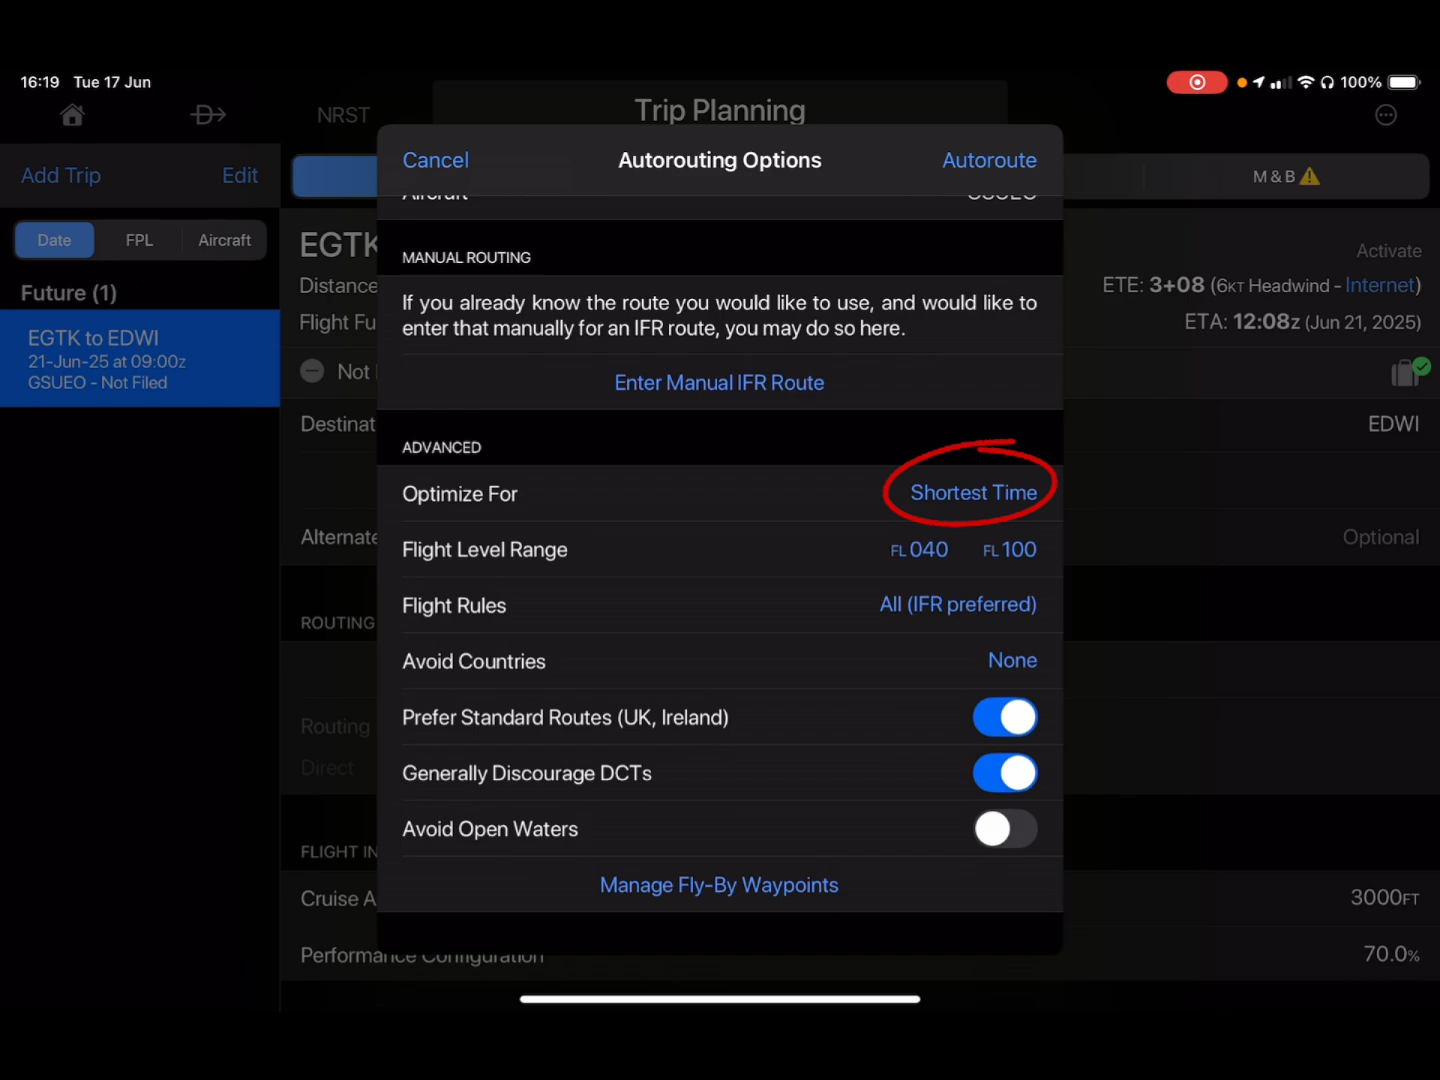 16:19 Tue 17 Jun
100%
NRST
Trip Planning
Add Trip
Edit
Cancel
Autorouting Options
Autoroute
M & B
Aircraft
GSUEO
Date
FPL
Aircraft
EGTK
Activate
MANUAL ROUTING
Future (1)
Distance
ETE: 3+08 (6KT Headwind - Internet)
If you already know the route you would like to use, and would like to
enter that manually for an IFR route, you may do so here.
Flight Fu
ETA: 12:08z (Jun 21, 2025)
EGTK to EDWI
21-Jun-25 at 09:00z
GSUEO - Not Filed
Not
Enter Manual IFR Route
Destinat
EDWI
ADVANCED
Optimize For
Shortest Time
Alternate
Optional
Flight Level Range
FL040
FL100
Flight Rules
All (IFR preferred)
ROUTING
Avoid Countries
None
Routing
Prefer Standard Routes (UK, Ireland)
Direct
Generally Discourage DCTs
Avoid Open Waters
FLIGHT IN
Manage Fly-By Waypoints
Cruise A
3000FT
Performance Configuration
70.0%